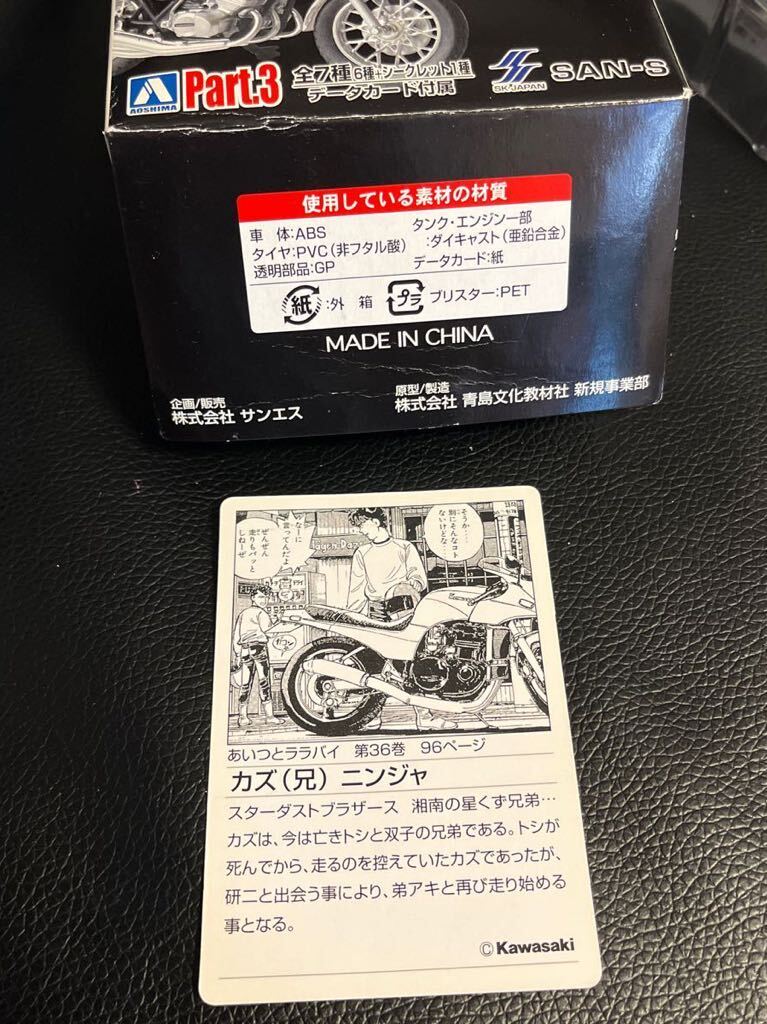 AOSHIMA
Part.3
全7種 6種+シークレット1種
データカード付属
SK-JAPAN
SAN-S
使用している素材の材質
車 体:ABS
タイヤ:PVC(非フタル酸)
透明部品:GP
タンク・エンジン一部
:ダイキャスト(亜鉛合金)
データカード:紙
紙:外 箱
プラ ブリスター:PET
MADE IN CHINA
企画/販売
株式会社 サンエス
原型/製造
株式会社 青島文化教材社 新規事業部
そうか……
別にそんなコト
ないけどな…
なーに
言ってんだよ
ぜんぜん
走りもパッと
しねーぜ
あいつとララバイ 第36巻 96ページ
カズ(兄) ニンジャ
スターダストブラザース 湘南の星くず兄弟…
カズは、今は亡きトシと双子の兄弟である。トシが
死んでから、走るのを控えていたカズであったが、
研二と出会う事により、弟アキと再び走り始める
事となる。
©Kawasaki